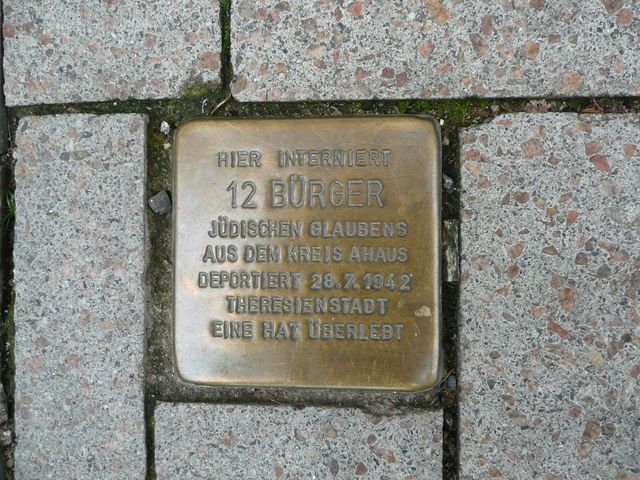 HIER INTERNIERT
12 BÜRGER
JÜDISCHEN GLAUBENS
AUS DEM KREIS AHAUS
DEPORTIERT 28.7.1942
THERESIENSTADT
EINE HAT ÜBERLEBT